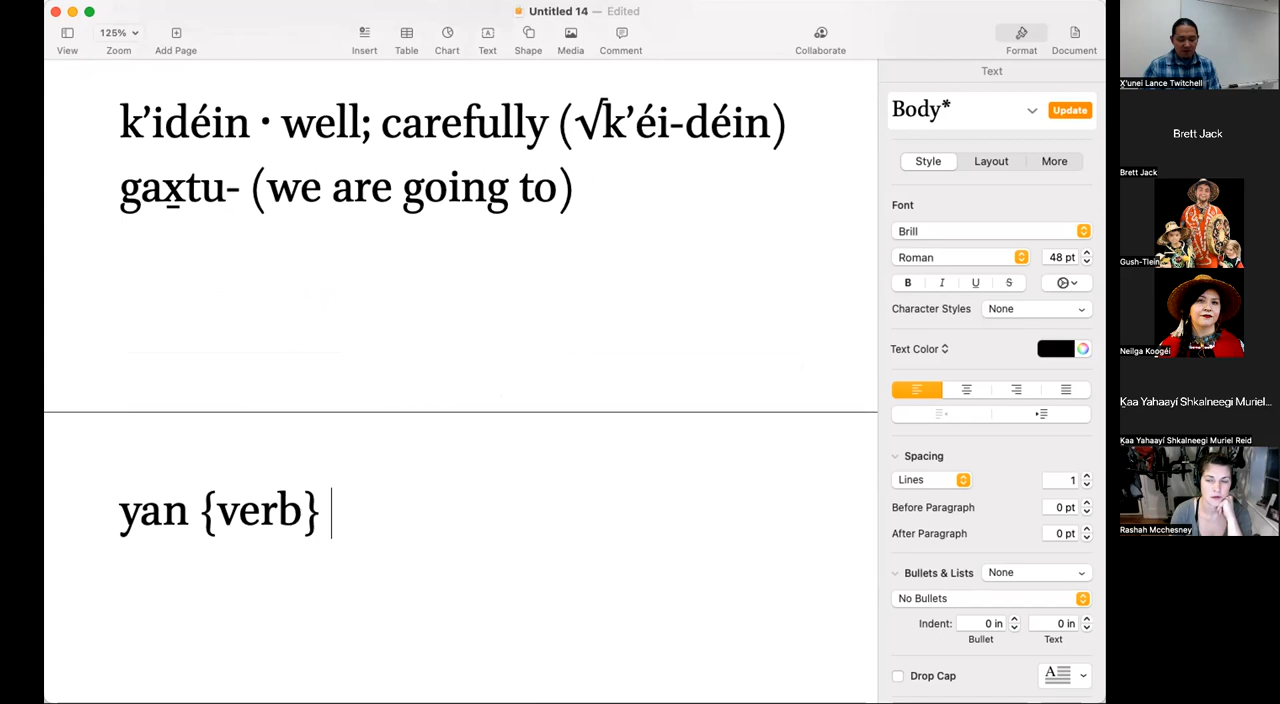 Untitled 14 — Edited
125%
View
Zoom
Add Page
Insert
Table
Chart
Text
Shape
Media
Comment
Collaborate
Format
Document
k’idéin · well; carefully (√k’éi-déin)
gax̱tu- (we are going to)
yan {verb}
Text
Body*
Update
Style
Layout
More
Font
Brill
Roman
48 pt
B I U S
Character Styles
None
Text Color
Spacing
Lines
1
Before Paragraph
0 pt
After Paragraph
0 pt
Bullets & Lists
None
No Bullets
Indent:
0 in
0 in
Bullet
Text
Drop Cap
X̱ʼunei Lance Twitchell
Brett Jack
Brett Jack
Gush-Tlein
Neilga Koogéi
Ḵaa Yahaayí Shkalneegi Muriel...
Ḵaa Yahaayí Shkalneegi Muriel Reid
Rashah Mcchesney